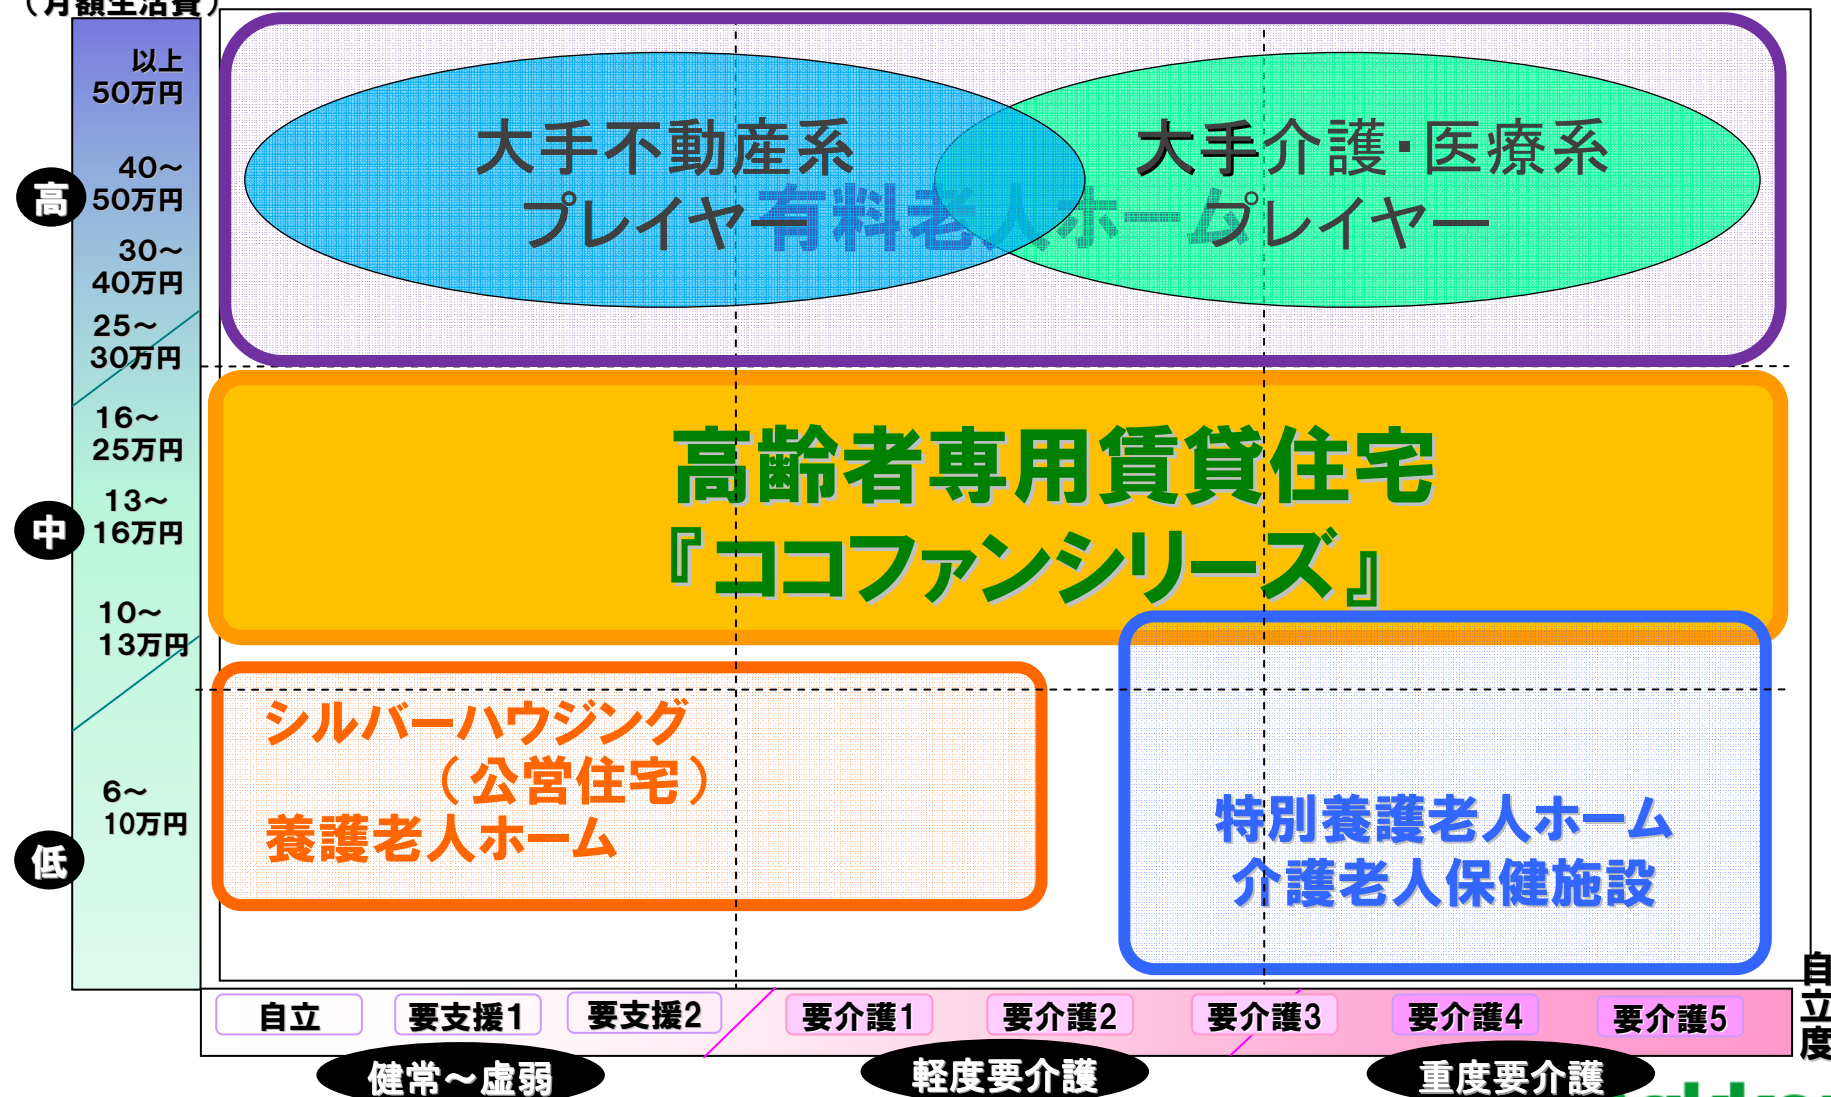 （月額生活費）
以上
50万円
40～
50万円
30～
40万円
25～
30万円
16～
25万円
13～
16万円
10～
13万円
6～
10万円
高
中
低
大手不動産系
プレイヤー
大手介護・医療系
プレイヤー
有料老人ホーム
高齢者専用賃貸住宅
『ココファンシリーズ』
シルバーハウジング
（公営住宅）
養護老人ホーム
特別養護老人ホーム
介護老人保健施設
自立 要支援1 要支援2 要介護1 要介護2 要介護3 要介護4 要介護5
自立度
健常～虚弱 軽度要介護 重度要介護